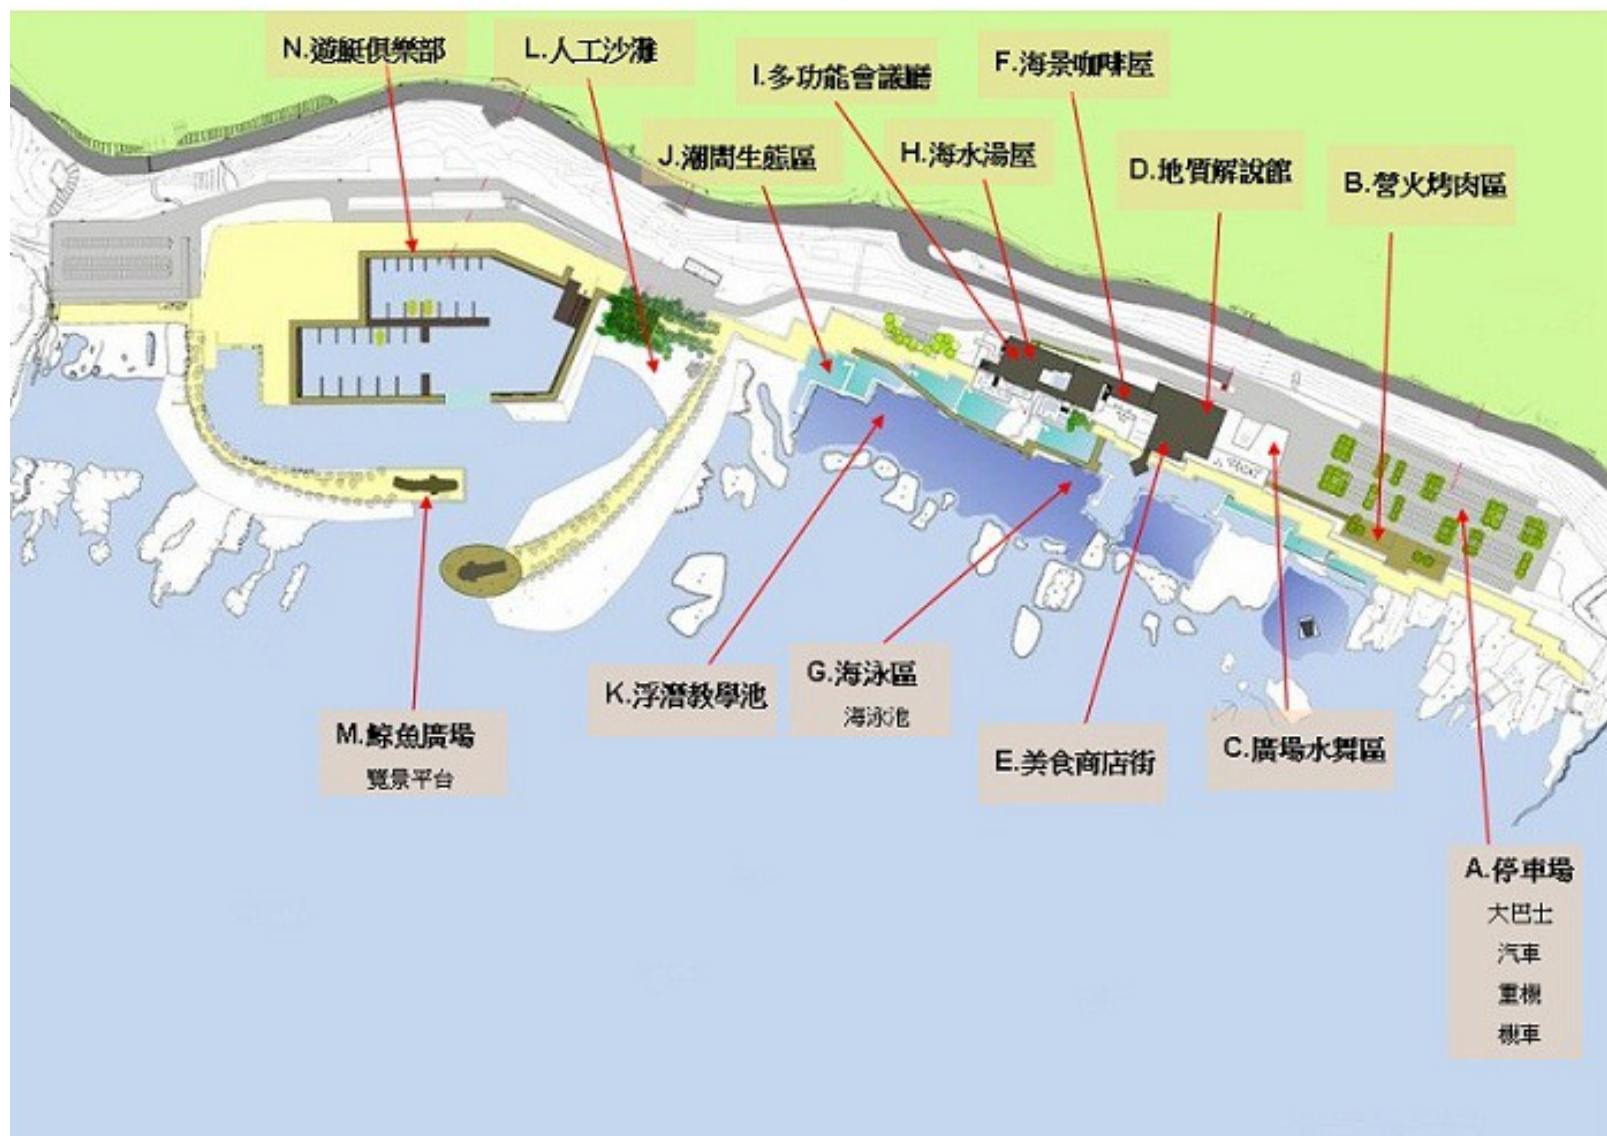 N.遊艇俱樂部
L.人工沙灘
I.多功能會議廳
F.海景咖啡屋
J.潮間生態區
H.海水湯屋
D.地質解說館
B.營火烤肉區
K.浮潛教學池
G.海泳區
海泳池
M.鯨魚廣場
覽景平台
E.美食商店街
C.廣場水舞區
A.停車場
大巴士
汽車
重機
機車